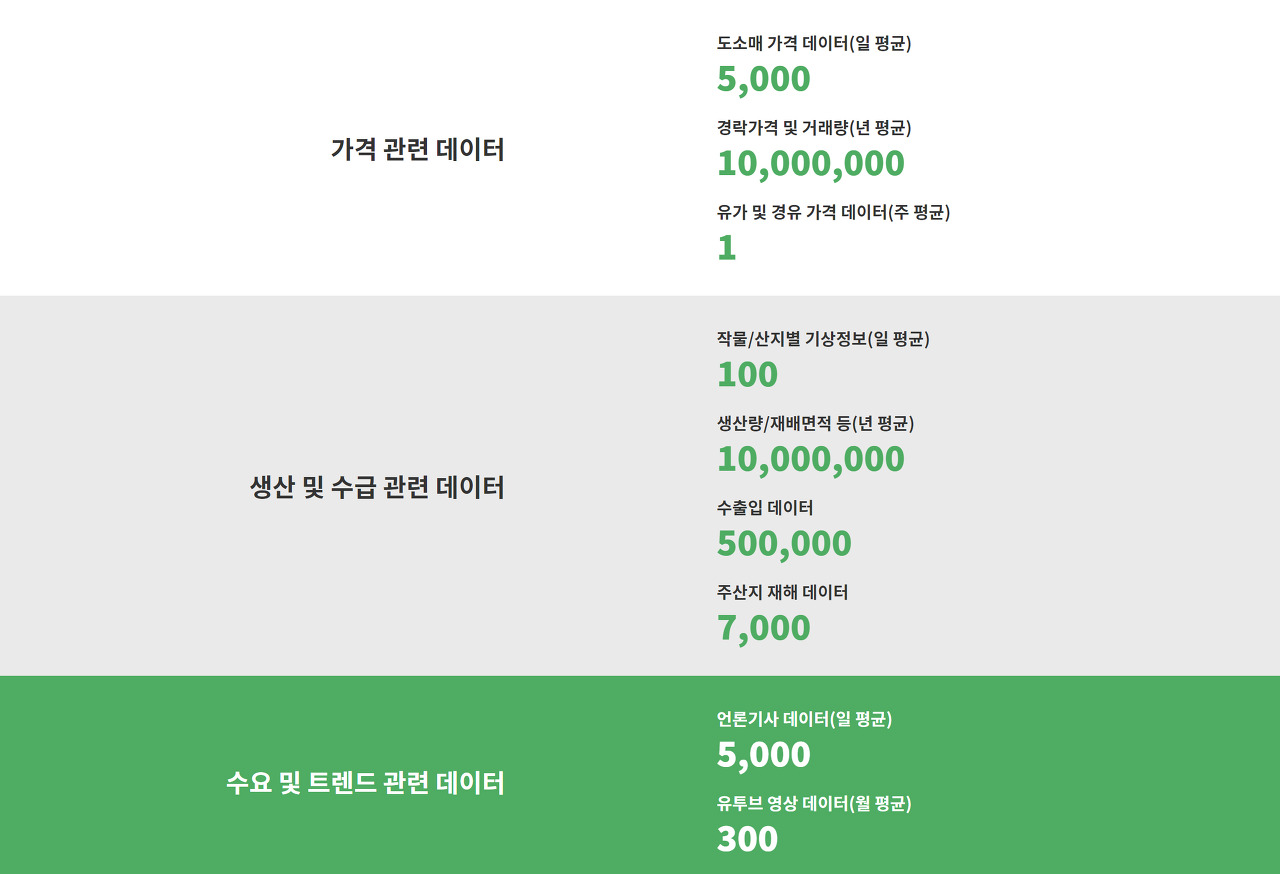 가격 관련 데이터
도소매 가격 데이터(일 평균)
5,000
경락가격 및 거래량(년 평균)
10,000,000
유가 및 경유 가격 데이터(주 평균)
1
생산 및 수급 관련 데이터
작물/산지별 기상정보(일 평균)
100
생산량/재배면적 등(년 평균)
10,000,000
수출입 데이터
500,000
주산지 재해 데이터
7,000
수요 및 트렌드 관련 데이터
언론기사 데이터(일 평균)
5,000
유투브 영상 데이터(월 평균)
300